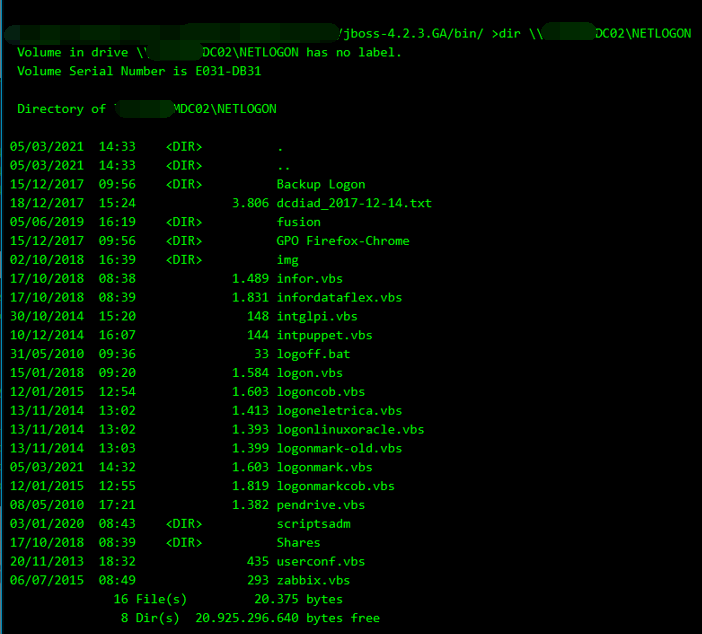 /jboss-4.2.3.GA/bin/ >dir \\DC02\NETLOGON
Volume in drive \\DC02\NETLOGON has no label.
Volume Serial Number is E031-DB31
Directory of MDC02\NETLOGON
05/03/2021 14:33 <DIR> .
05/03/2021 14:33 <DIR> ..
15/12/2017 09:56 <DIR> Backup Logon
18/12/2017 15:24 3.806 dcdiad_2017-12-14.txt
05/06/2019 16:19 <DIR> fusion
15/12/2017 09:56 <DIR> GPO Firefox-Chrome
02/10/2018 16:39 <DIR> img
17/10/2018 08:38 1.489 infor.vbs
17/10/2018 08:39 1.831 infordataflex.vbs
30/10/2014 15:20 148 intglpi.vbs
10/12/2014 16:07 144 intpuppet.vbs
31/05/2010 09:36 33 logoff.bat
15/01/2018 09:20 1.584 logon.vbs
12/01/2015 12:54 1.603 logoncob.vbs
13/11/2014 13:02 1.413 logoneletrica.vbs
13/11/2014 13:02 1.393 logonlinuxoracle.vbs
13/11/2014 13:03 1.399 logonmark-old.vbs
05/03/2021 14:32 1.603 logonmark.vbs
12/01/2015 12:55 1.819 logonmarkcob.vbs
08/05/2010 17:21 1.382 pendrive.vbs
03/01/2020 08:43 <DIR> scriptsadm
17/10/2018 08:39 <DIR> Shares
20/11/2013 18:32 435 userconf.vbs
06/07/2015 08:49 293 zabbix.vbs
16 File(s) 20.375 bytes
8 Dir(s) 20.925.296.640 bytes free